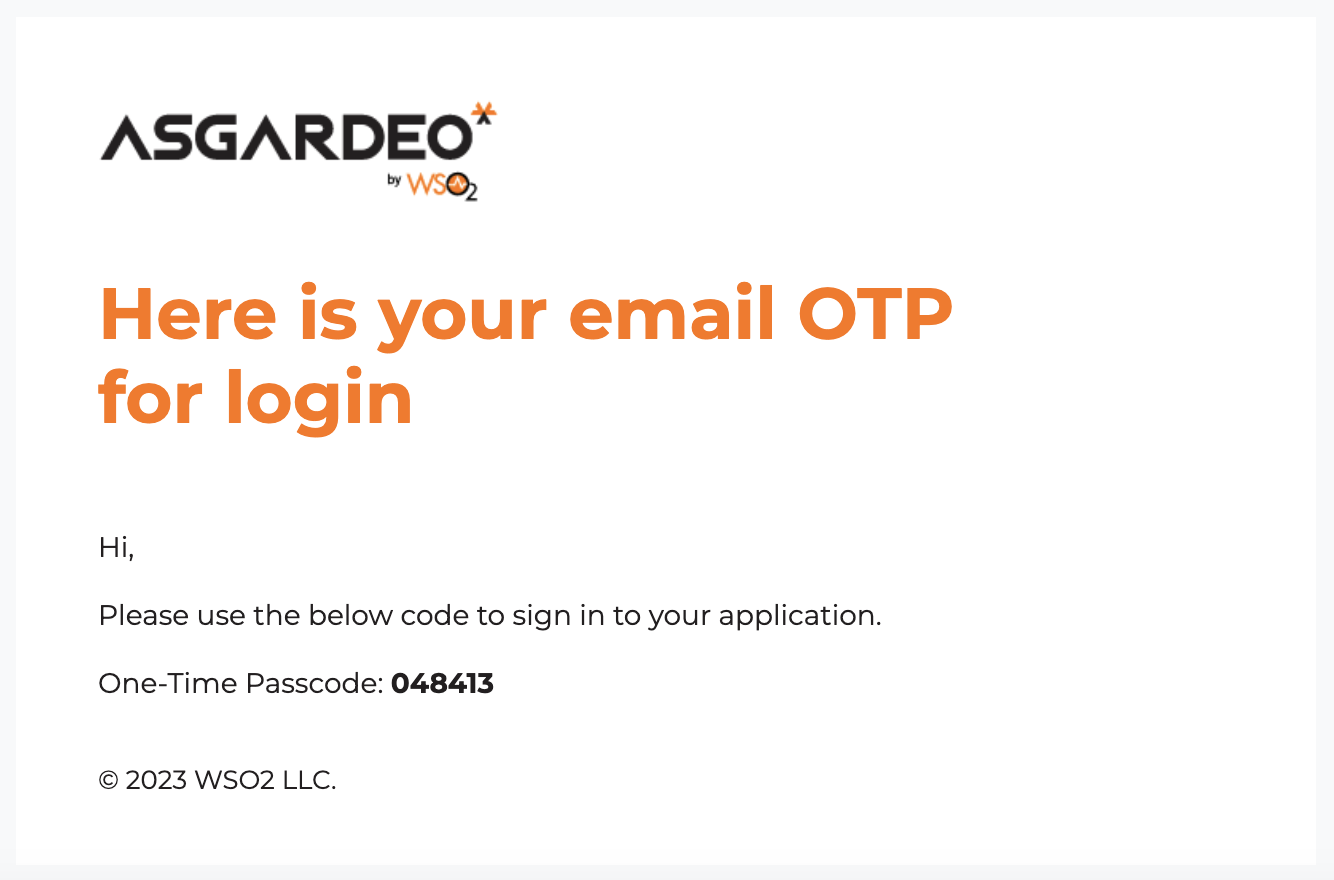 ASGARDEO
by WSO2
Here is your email OTP
for login
Hi,
Please use the below code to sign in to your application.
One-Time Passcode: 048413
© 2023 WSO2 LLC.